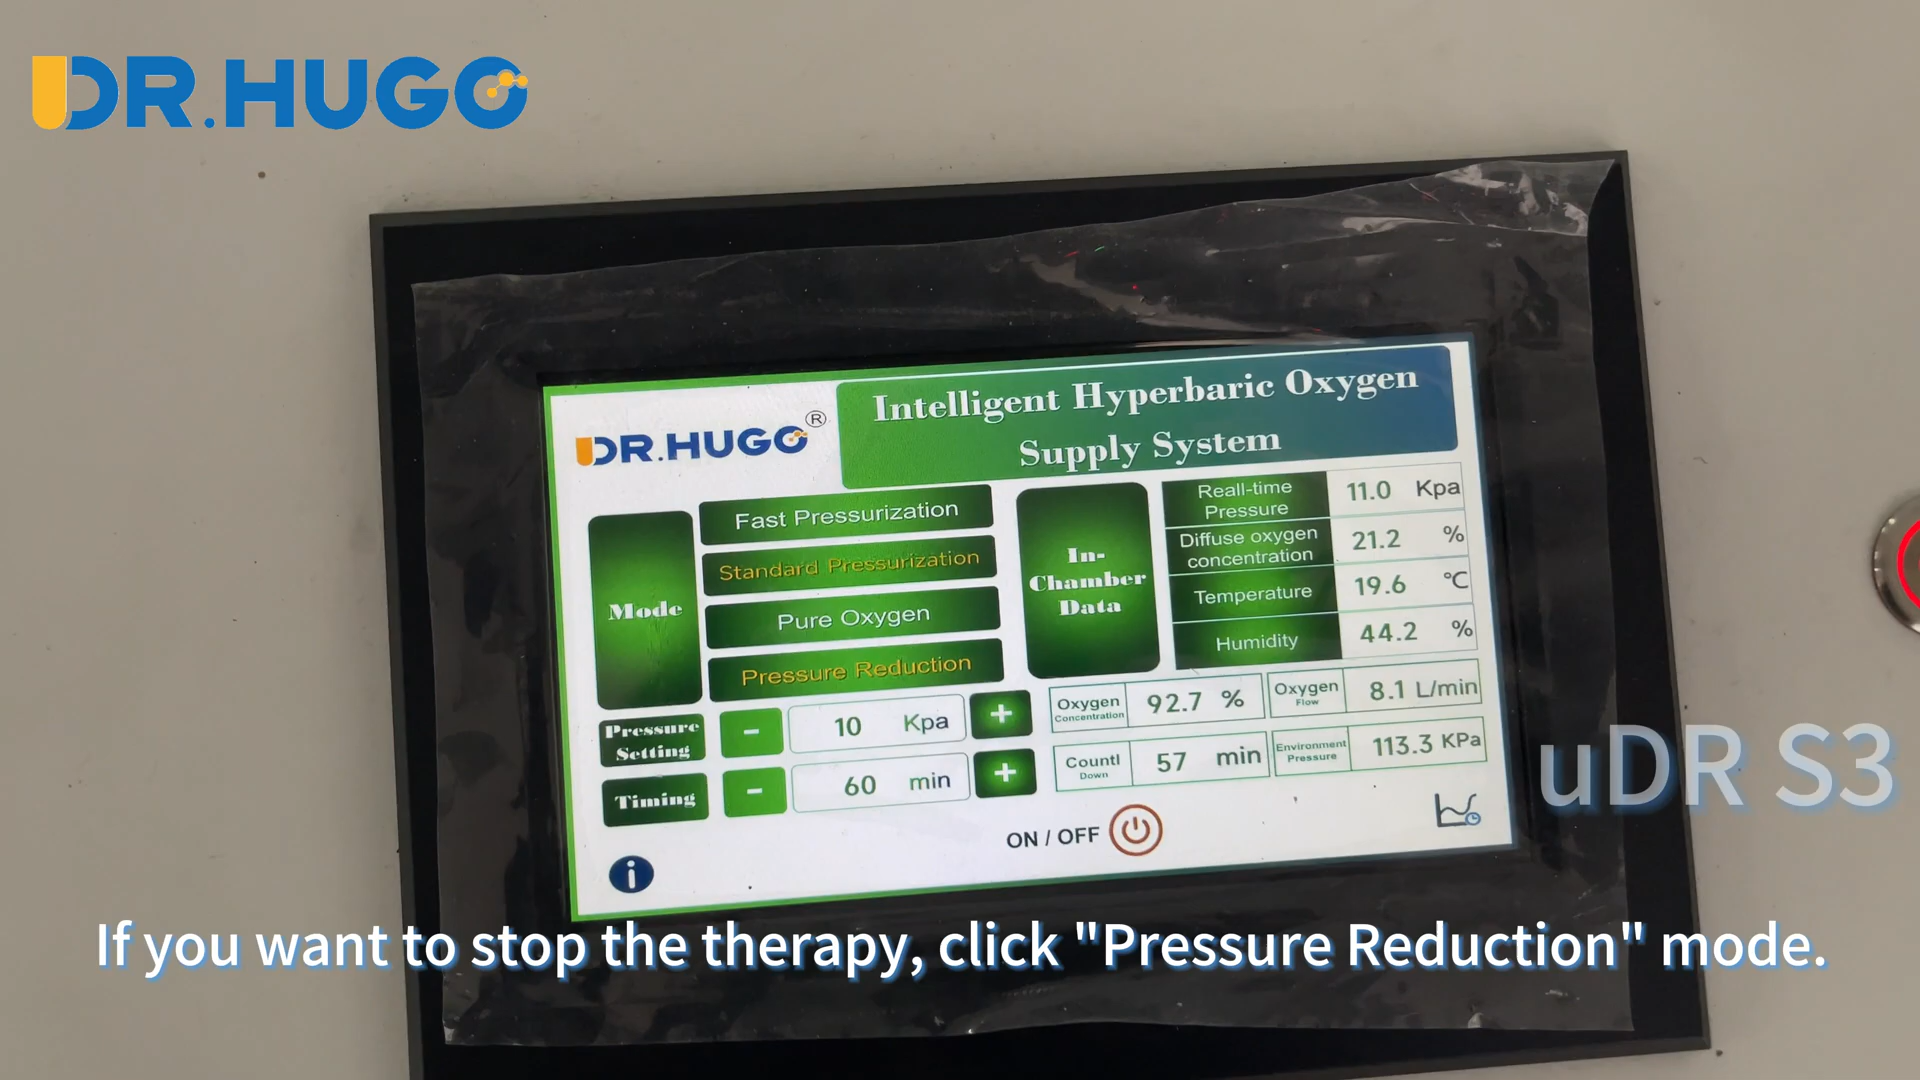 UDR.HUGO
UDR.HUGO®
Intelligent Hyperbaric Oxygen
Supply System
Mode
Fast Pressurization
Standard Pressurization
Pure Oxygen
Pressure Reduction
In-
Chamber
Data
Reall-time
Pressure
11.0 Kpa
Diffuse oxygen
concentration
21.2 %
Temperature
19.6 ℃
Humidity
44.2 %
Pressure
Setting
-
10 Kpa
+
Oxygen
Concentration
92.7 %
Oxygen
Flow
8.1 L/min
Timing
-
60 min
+
Countl
Down
57 min
Environment
Pressure
113.3 KPa
ON / OFF
i
uDR S3
If you want to stop the therapy, click "Pressure Reduction" mode.